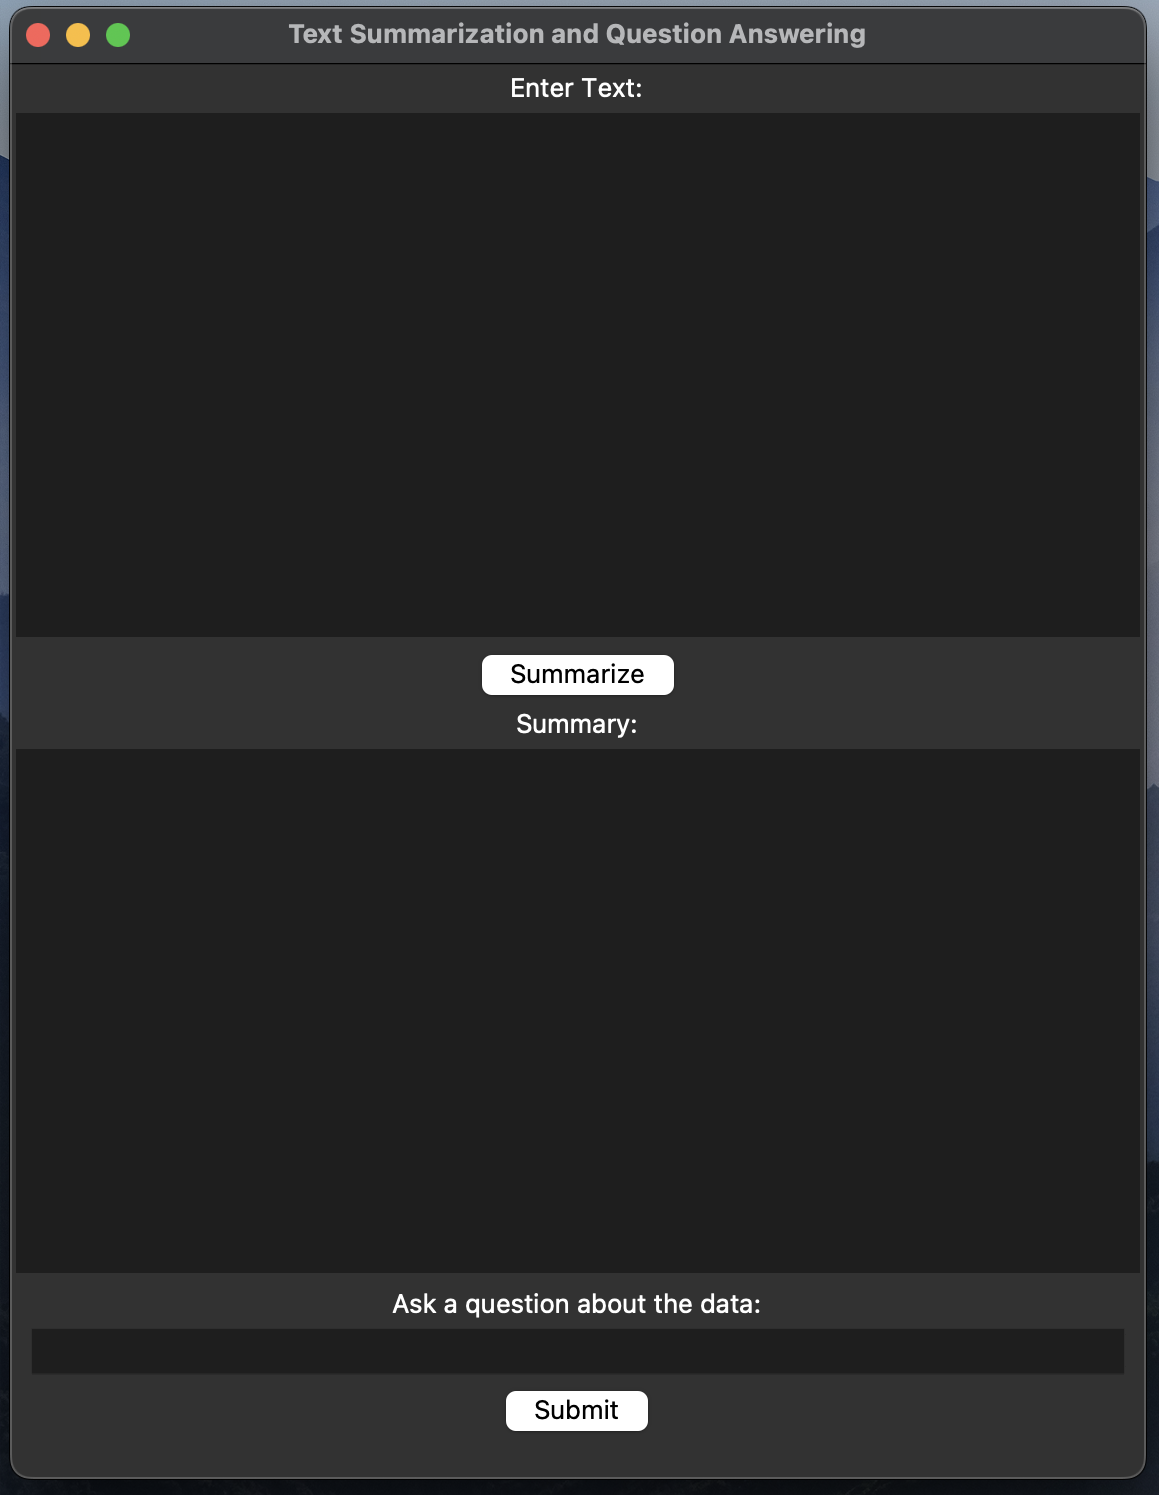 Text Summarization and Question Answering
Enter Text:
Summarize
Summary:
Ask a question about the data:
Submit